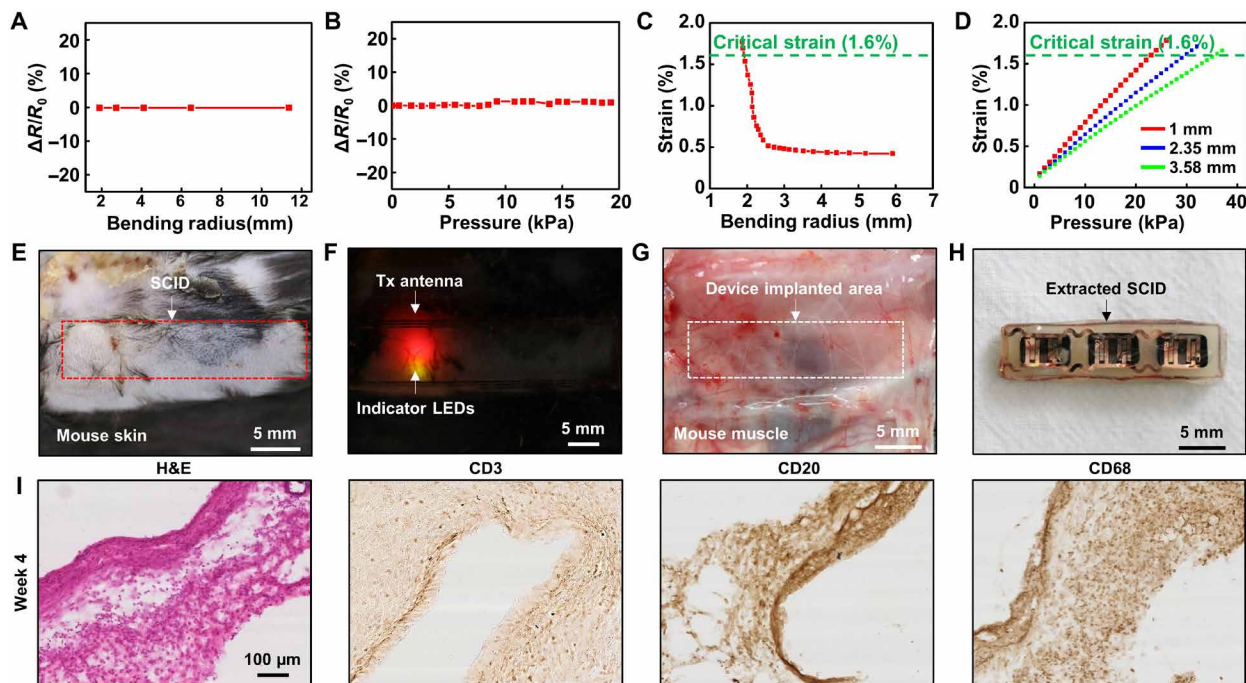 A
20
10
0
−10
−20
ΔR/R0 (%)
2 4 6 8 10 12
Bending radius(mm)
B
20
10
0
−10
−20
ΔR/R0 (%)
0 5 10 15 20
Pressure (kPa)
C
2.0
1.5
1.0
0.5
0
Strain (%)
Critical strain (1.6%)
1 2 3 4 5 6 7
Bending radius (mm)
D
2.0
1.5
1.0
0.5
0
Strain (%)
Critical strain (1.6%)
1 mm
2.35 mm
3.58 mm
0 10 20 30 40
Pressure (kPa)
E
SCID
Mouse skin
5 mm
F
Tx antenna
Indicator LEDs
5 mm
G
Device implanted area
Mouse muscle
5 mm
H
Extracted SCID
5 mm
H&E
CD3
CD20
CD68
I
Week 4
100 µm